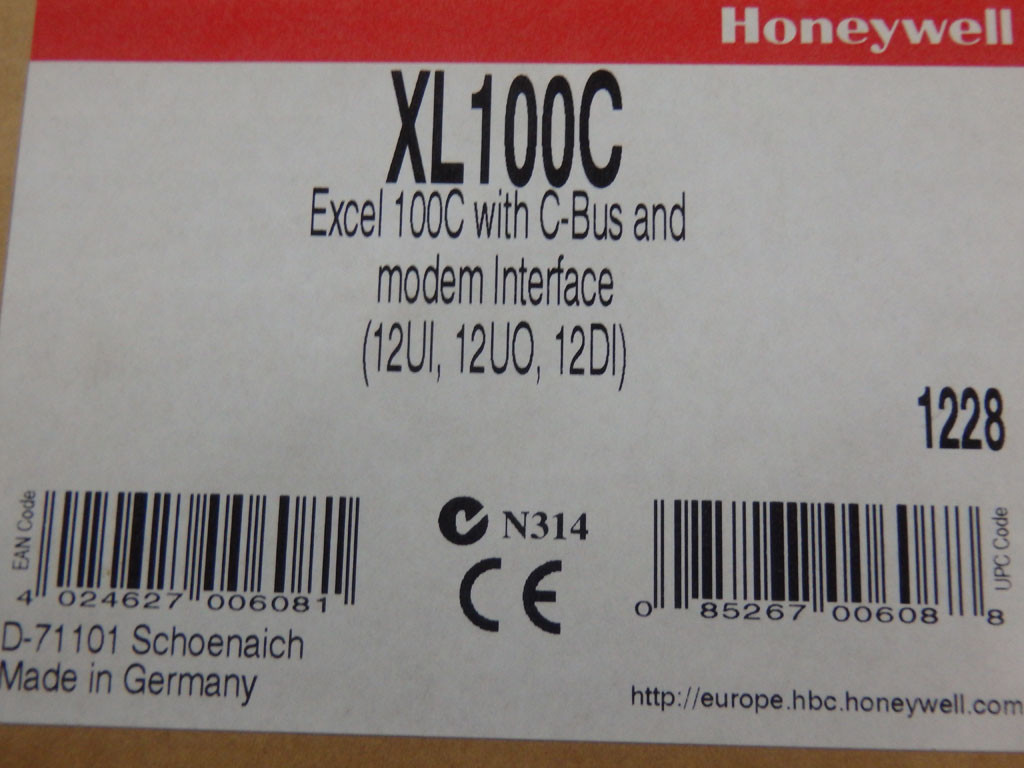 Honeywell
XL100C
Excel 100C with C-Bus and
modem Interface
(12UI, 12UO, 12DI)
1228
EAN Code
4 024627 006081
N314
CE
UPC Code
0 85267 00608 8
D-71101 Schoenaich
Made in Germany
http://europe.hbc.honeywell.com